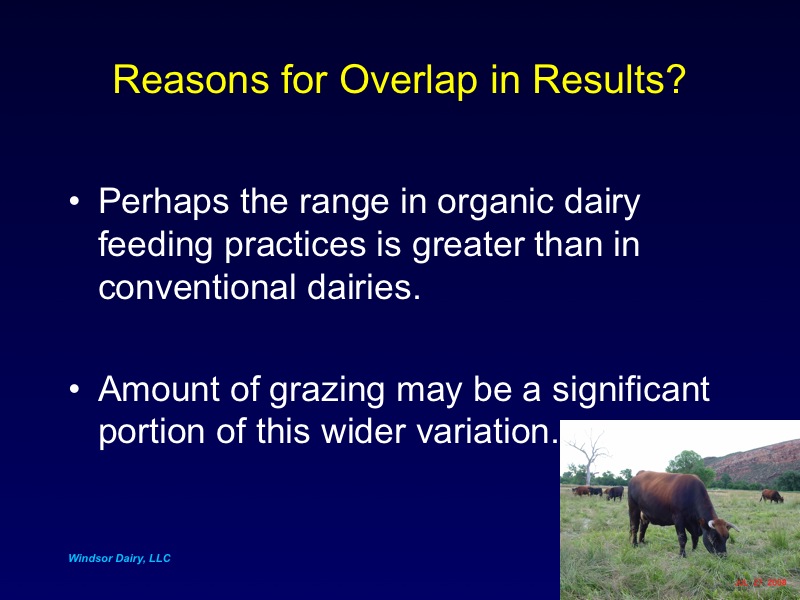 Reasons for Overlap in Results?
• Perhaps the range in organic dairy
feeding practices is greater than in
conventional dairies.
• Amount of grazing may be a significant
portion of this wider variation.
Windsor Dairy, LLC